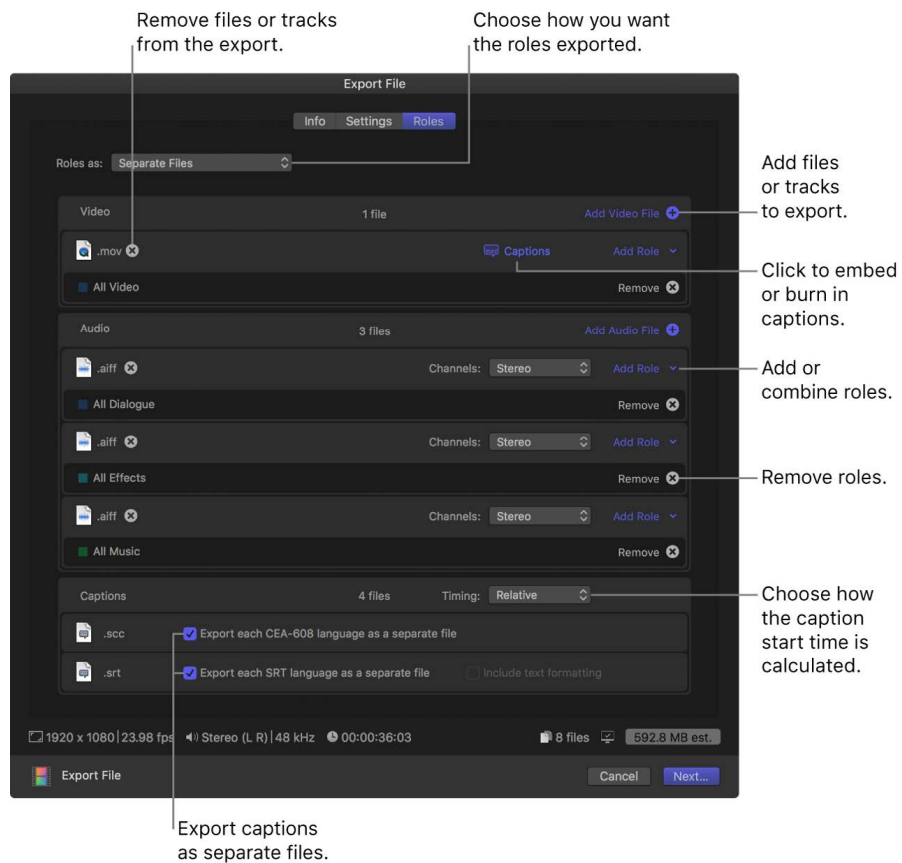 Remove files or tracks
from the export.
Choose how you want
the roles exported.
Export File
Info Settings Roles
Roles as: Separate Files
Add files
or tracks
to export.
Video 1 file Add Video File
.mov Captions Add Role
Click to embed
or burn in
captions.
All Video Remove
Audio 3 files Add Audio File
.aiff Channels: Stereo Add Role
Add or
combine roles.
All Dialogue Remove
.aiff Channels: Stereo Add Role
All Effects Remove
Remove roles.
.aiff Channels: Stereo Add Role
All Music Remove
Captions 4 files Timing: Relative
Choose how
the caption
start time is
calculated.
.scc Export each CEA-608 language as a separate file
.srt Export each SRT language as a separate file Include text formatting
1920 x 1080 | 23.98 fps Stereo (L R) | 48 kHz 00:00:36:03 8 files 592.8 MB est.
Export File Cancel Next...
Export captions
as separate files.